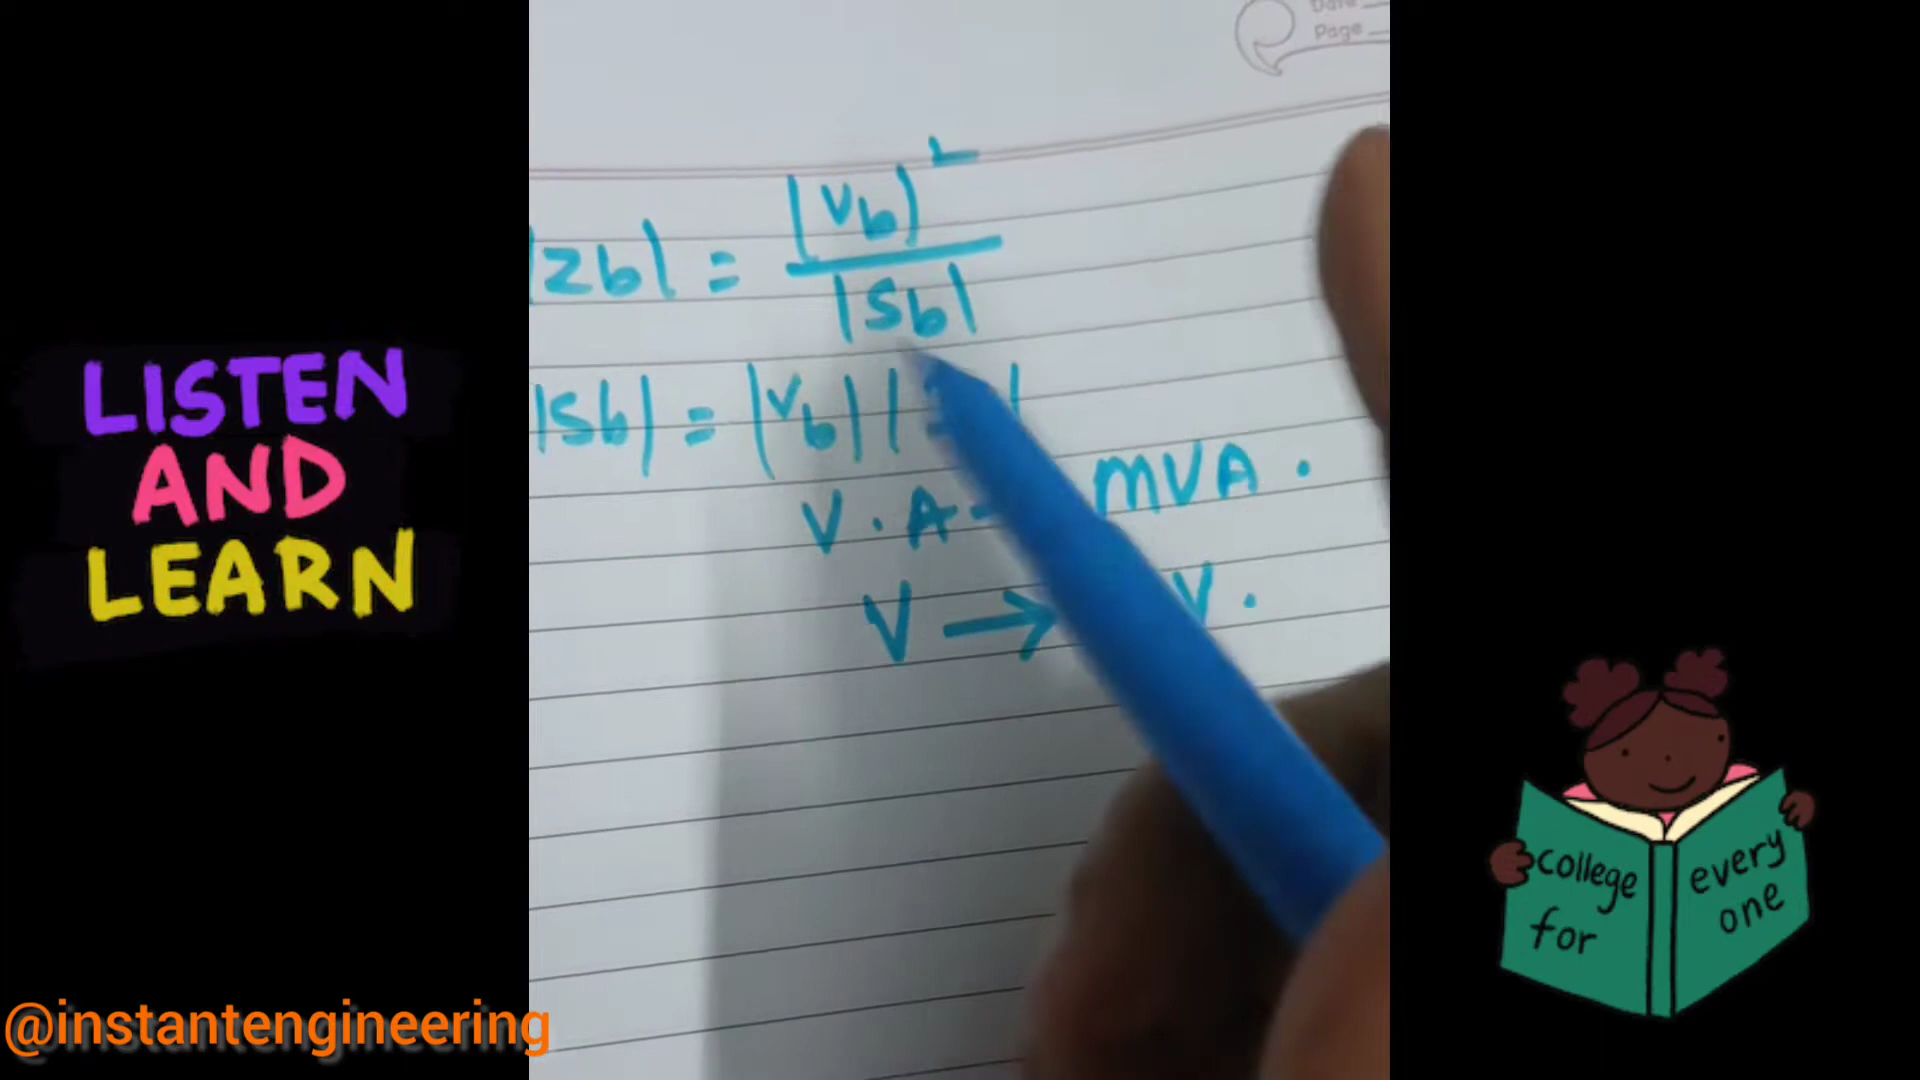 Date
Page
|Zb| = |Vb|²
|Sb|
|Sb| = |Vb| |
V . A
MVA .
V →
V .
LISTEN
AND
LEARN
college
for
every
one
@instantengineering